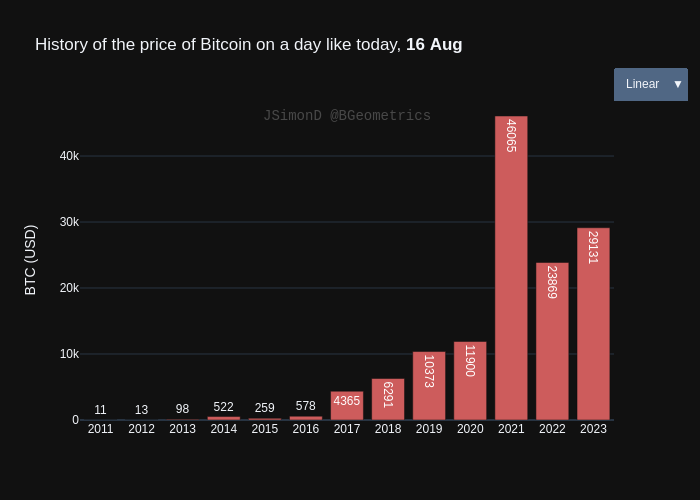 History of the price of Bitcoin on a day like today, 16 Aug
Linear ▼
JSimonD @BGeometrics
BTC (USD)
40k
30k
20k
10k
0
11
13
98
522
259
578
4365
6291
10373
11900
46065
23869
29131
2011 2012 2013 2014 2015 2016 2017 2018 2019 2020 2021 2022 2023